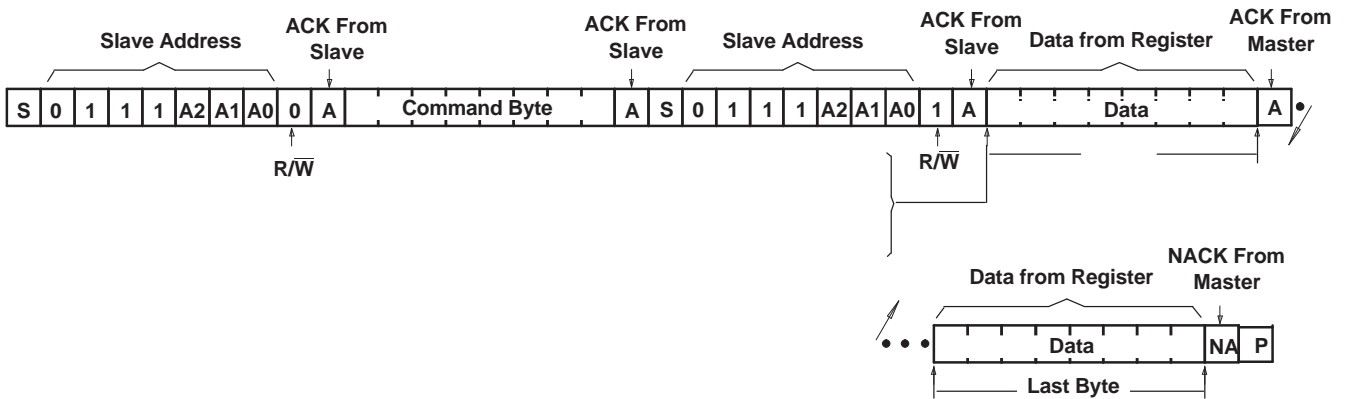 Slave Address
ACK From
Slave
ACK From
Slave
Slave Address
ACK From
Slave
Data from Register
ACK From
Master
S 0 1 1 1 A2 A1 A0 0 A Command Byte A S 0 1 1 1 A2 A1 A0 1 A Data A
R/W̅
R/W̅
Data from Register
NACK From
Master
Data NA P
Last Byte